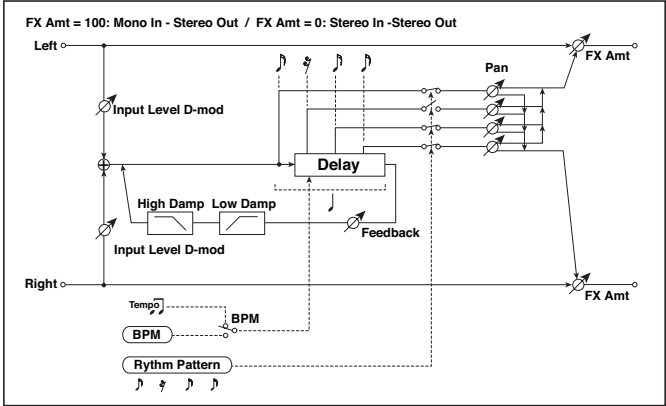 FX Amt = 100: Mono In - Stereo Out / FX Amt = 0: Stereo In -Stereo Out
Left
FX Amt
Pan
Input Level D-mod
Delay
High Damp Low Damp
Feedback
Input Level D-mod
Right
FX Amt
Tempo
BPM
BPM
Rythm Pattern